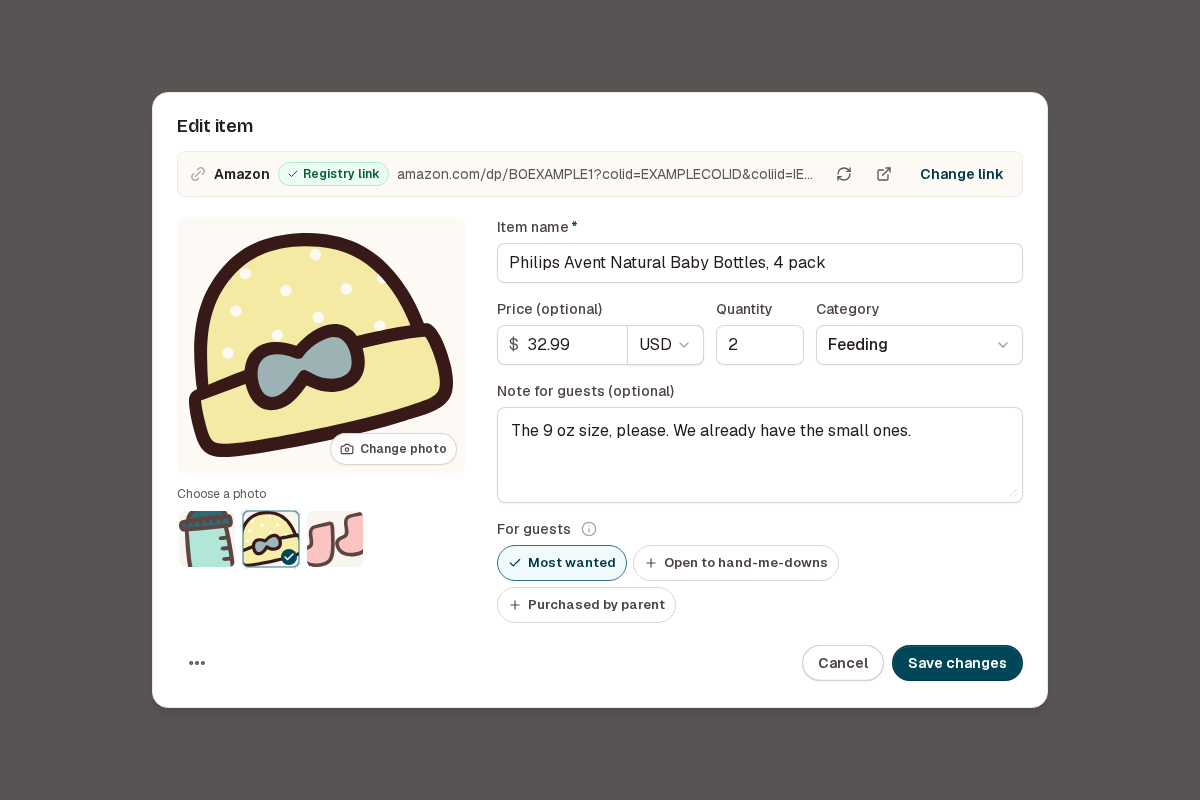 Edit item
Amazon Registry link amazon.com/dp/BOEXAMPLE1?colid=EXAMPLECOLID&coliid=IE... Change link
Item name *
Philips Avent Natural Baby Bottles, 4 pack
Price (optional) Quantity Category
$ 32.99 USD 2 Feeding
Note for guests (optional)
The 9 oz size, please. We already have the small ones.
Change photo
Choose a photo
For guests
Most wanted Open to hand-me-downs
Purchased by parent
Cancel Save changes